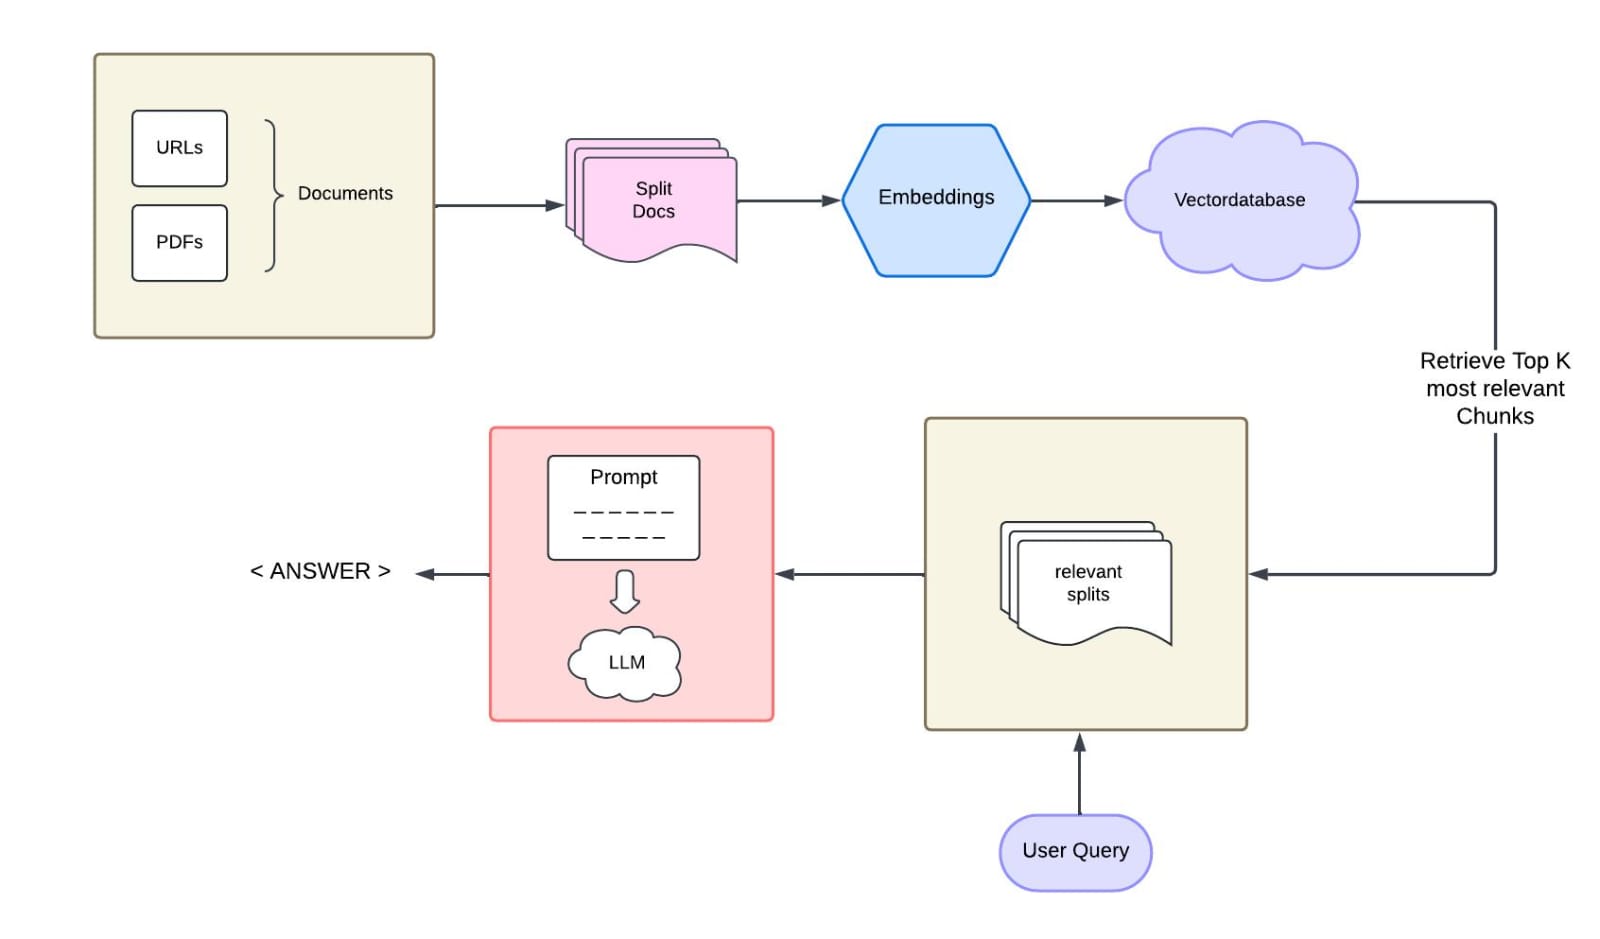 URLs
PDFs
Documents
Split
Docs
Embeddings
Vectordatabase
Retrieve Top K
most relevant
Chunks
relevant
splits
User Query
Prompt
LLM
< ANSWER >